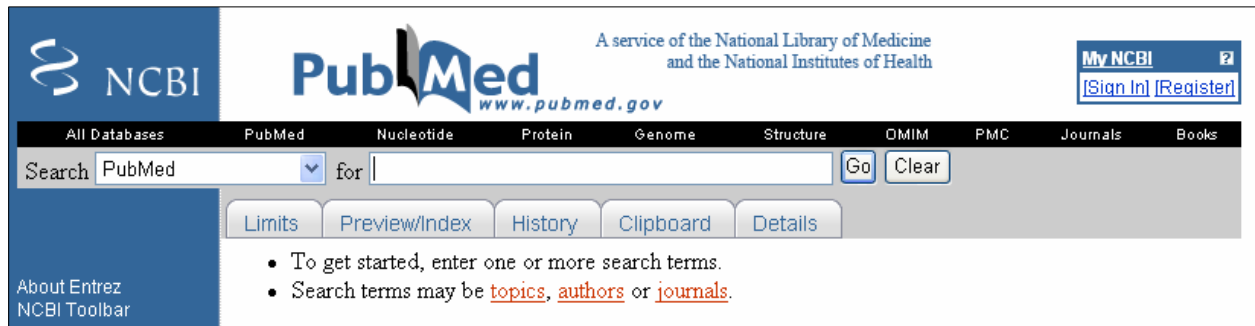 NCBI
PubMed
www.pubmed.gov
A service of the National Library of Medicine
and the National Institutes of Health
My NCBI ?
[Sign In] [Register]
All Databases PubMed Nucleotide Protein Genome Structure OMIM PMC Journals Books
Search PubMed for Go Clear
Limits Preview/Index History Clipboard Details
• To get started, enter one or more search terms.
• Search terms may be topics, authors or journals.
About Entrez
NCBI Toolbar